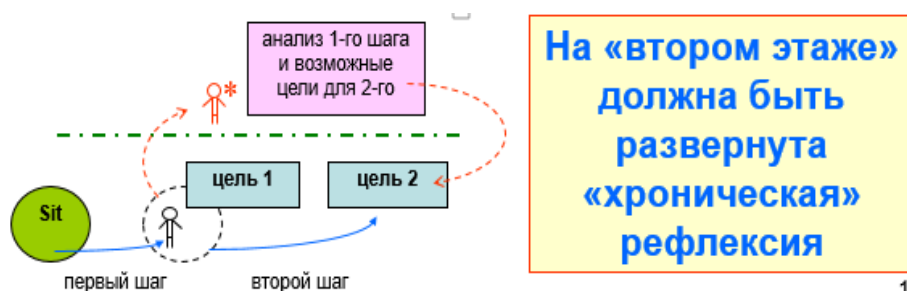 анализ 1-го шага
и возможные
цели для 2-го
*
цель 1
цель 2
Sit
первый шаг
второй шаг
На «втором этаже»
должна быть
развернута
«хроническая»
рефлексия
1